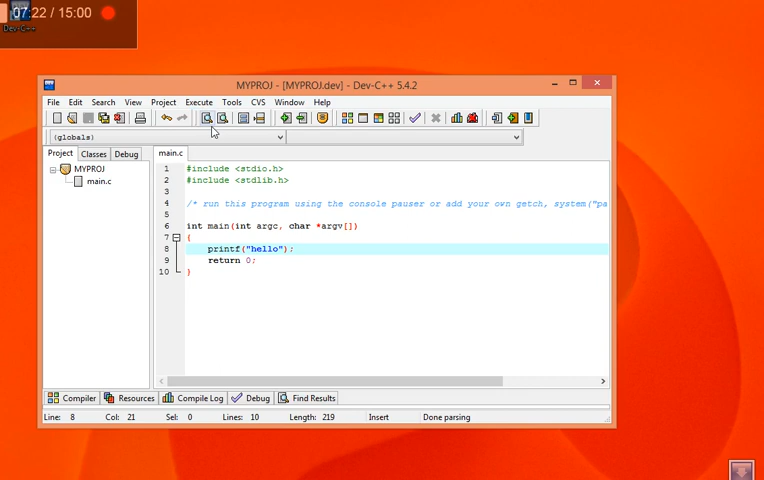 07:22 / 15:00
Dev-C++
MYPROJ - [MYPROJ.dev] - Dev-C++ 5.4.2
File Edit Search View Project Execute Tools CVS Window Help
(globals)
Project Classes Debug main.c
MYPROJ
main.c
1 #include <stdio.h>
2 #include <stdlib.h>
3
4 /* run this program using the console pauser or add your own getch, system("pa
5
6 int main(int argc, char *argv[])
7 {
8 printf("hello");
9 return 0;
10 }
Compiler Resources Compile Log Debug Find Results
Line: 8 Col: 21 Sel: 0 Lines: 10 Length: 219 Insert Done parsing